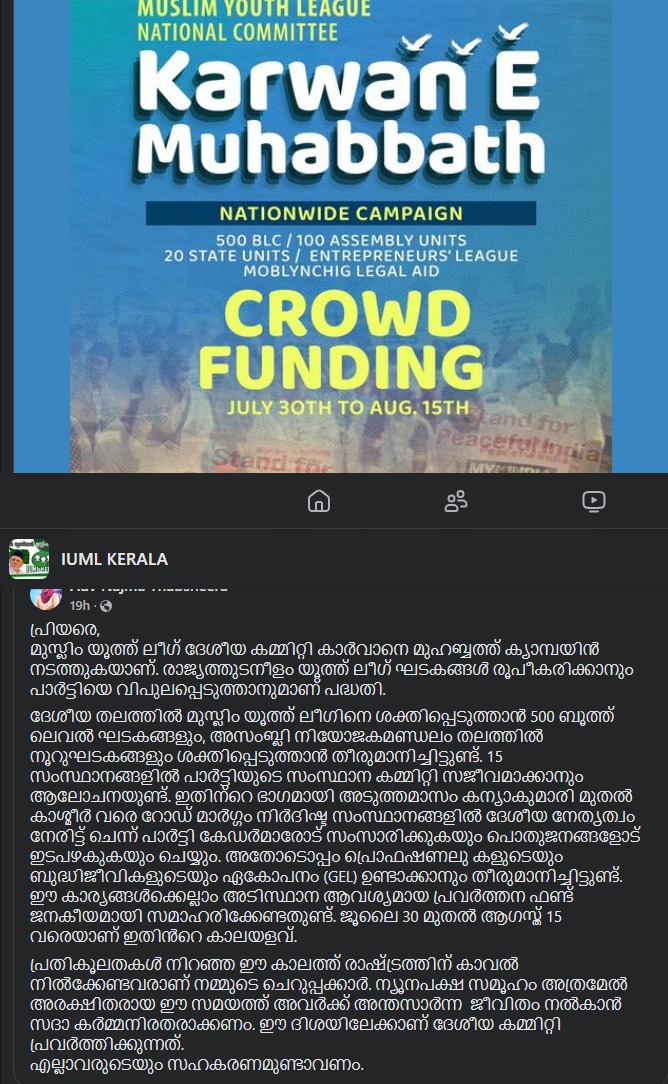 MUSLIM YOUTH LEAGUE
NATIONAL COMMITTEE
Karwan E
Muhabbath
NATIONWIDE CAMPAIGN
500 BLC / 100 ASSEMBLY UNITS
20 STATE UNITS / ENTREPRENEURS' LEAGUE
MOBLYNCHIG LEGAL AID
CROWD
FUNDING
JULY 30TH TO AUG. 15TH
Stand for
Stand for
Peaceful India
IUML KERALA
19h
പ്രിയരെ,
മുസ്ലിം യൂത്ത് ലീഗ് ദേശീയ കമ്മിറ്റി കാർവാനെ മുഹബ്ബത്ത് ക്യാമ്പയിൻ
നടത്തുകയാണ്. രാജ്യത്തുടനീളം യൂത്ത് ലീഗ് ഘടകങ്ങൾ രൂപീകരിക്കാനും
പാർട്ടിയെ വിപുലപ്പെടുത്താനുമാണ് പദ്ധതി.
ദേശീയ തലത്തിൽ മുസ്ലിം യൂത്ത് ലീഗിനെ ശക്തിപ്പെടുത്താൻ 500 ബൂത്ത്
ലെവൽ ഘടകങ്ങളും, അസംബ്ലി നിയോജകമണ്ഡലം തലത്തിൽ
നൂറുഘടകങ്ങളും ശക്തിപ്പെടുത്താൻ തീരുമാനിച്ചിട്ടുണ്ട്. 15
സംസ്ഥാനങ്ങളിൽ പാർട്ടിയുടെ സംസ്ഥാന കമ്മിറ്റി സജീവമാക്കാനും
ആലോചനയുണ്ട്. ഇതിന്റെ ഭാഗമായി അടുത്തമാസം കന്യാകുമാരി മുതൽ
കാശ്മീർ വരെ റോഡ് മാർഗ്ഗം നിർദിഷ്ട സംസ്ഥാനങ്ങളിൽ ദേശീയ നേതൃത്വം
നേരിട്ട് ചെന്ന് പാർട്ടി കേഡർമാരോട് സംസാരിക്കുകയും പൊതുജനങ്ങളോട്
ഇടപഴകുകയും ചെയ്യും. അതോടൊപ്പം പ്രൊഫഷണലു കളുടെയും
ബുദ്ധിജീവികളുടെയും ഏകോപനം (GEL) ഉണ്ടാക്കാനും തീരുമാനിച്ചിട്ടുണ്ട്.
ഈ കാര്യങ്ങൾക്കെല്ലാം അടിസ്ഥാന ആവശ്യമായ പ്രവർത്തന ഫണ്ട്
ജനകീയമായി സമാഹരിക്കേണ്ടതുണ്ട്. ജൂലൈ 30 മുതൽ ആഗസ്ത് 15
വരെയാണ് ഇതിൻറെ കാലയളവ്.
പ്രതികൂലതകൾ നിറഞ്ഞ ഈ കാലത്ത് രാഷ്ട്രത്തിന് കാവൽ
നിൽക്കേണ്ടവരാണ് നമ്മുടെ ചെറുപ്പക്കാർ. ന്യൂനപക്ഷ സമൂഹം അത്രമേൽ
അരക്ഷിതരായ ഈ സമയത്ത് അവർക്ക് അന്തസാർന്ന ജീവിതം നൽകാൻ
സദാ കർമ്മനിരതരാക്കണം. ഈ ദിശയിലേക്കാണ് ദേശീയ കമ്മിറ്റി
പ്രവർത്തിക്കുന്നത്.
എല്ലാവരുടെയും സഹകരണമുണ്ടാവണം.